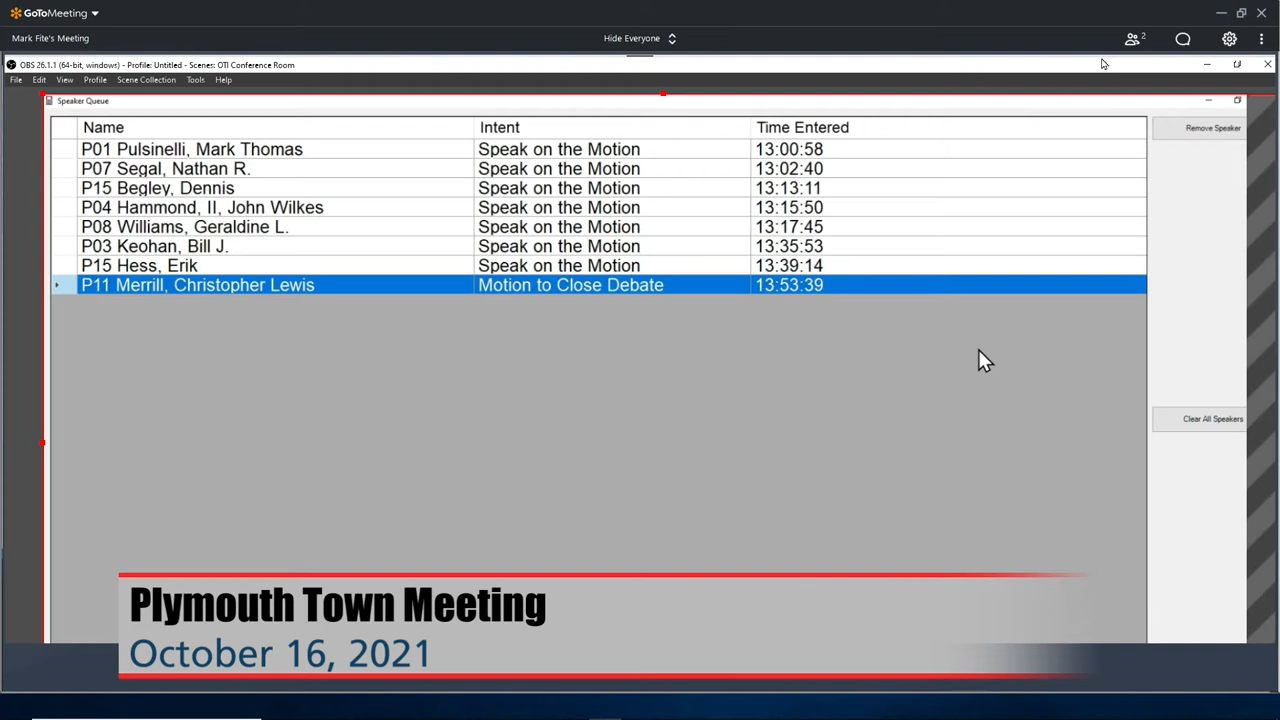 GoToMeeting
Mark Fite's Meeting
Hide Everyone
2
OBS 26.1.1 (64-bit, windows) - Profile: Untitled - Scenes: OTI Conference Room
File Edit View Profile Scene Collection Tools Help
Speaker Queue
Name Intent Time Entered
P01 Pulsinelli, Mark Thomas Speak on the Motion 13:00:58
P07 Segal, Nathan R. Speak on the Motion 13:02:40
P15 Begley, Dennis Speak on the Motion 13:13:11
P04 Hammond, II, John Wilkes Speak on the Motion 13:15:50
P08 Williams, Geraldine L. Speak on the Motion 13:17:45
P03 Keohan, Bill J. Speak on the Motion 13:35:53
P15 Hess, Erik Speak on the Motion 13:39:14
P11 Merrill, Christopher Lewis Motion to Close Debate 13:53:39
Remove Speaker
Clear All Speakers
Plymouth Town Meeting
October 16, 2021